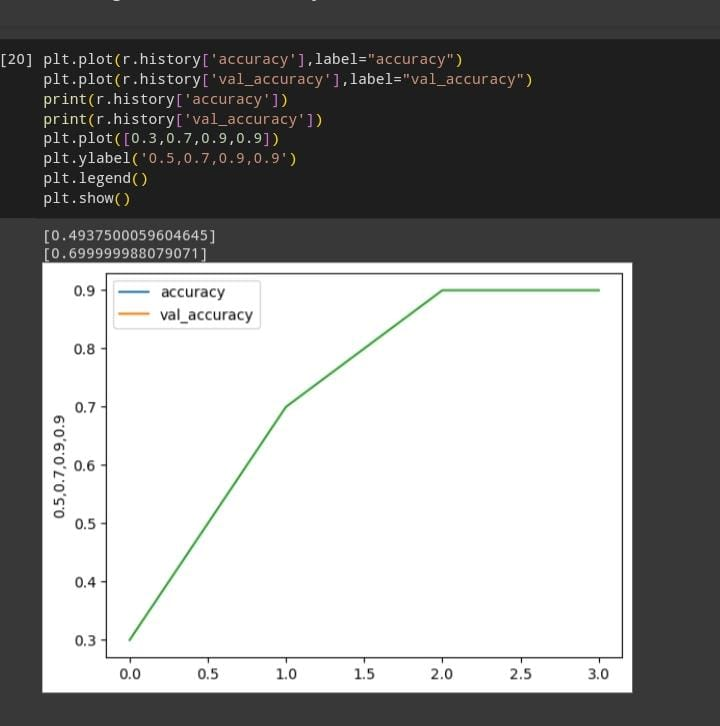 [20] plt.plot(r.history['accuracy'],label="accuracy")
plt.plot(r.history['val_accuracy'],label="val_accuracy")
print(r.history['accuracy'])
print(r.history['val_accuracy'])
plt.plot([0.3,0.7,0.9,0.9])
plt.ylabel('0.5,0.7,0.9,0.9')
plt.legend()
plt.show()
[0.4937500059604645]
[0.699999988079071]
accuracy
val_accuracy
0.9
0.8
0.7
0.6
0.5
0.4
0.3
0.5,0.7,0.9,0.9
0.0 0.5 1.0 1.5 2.0 2.5 3.0